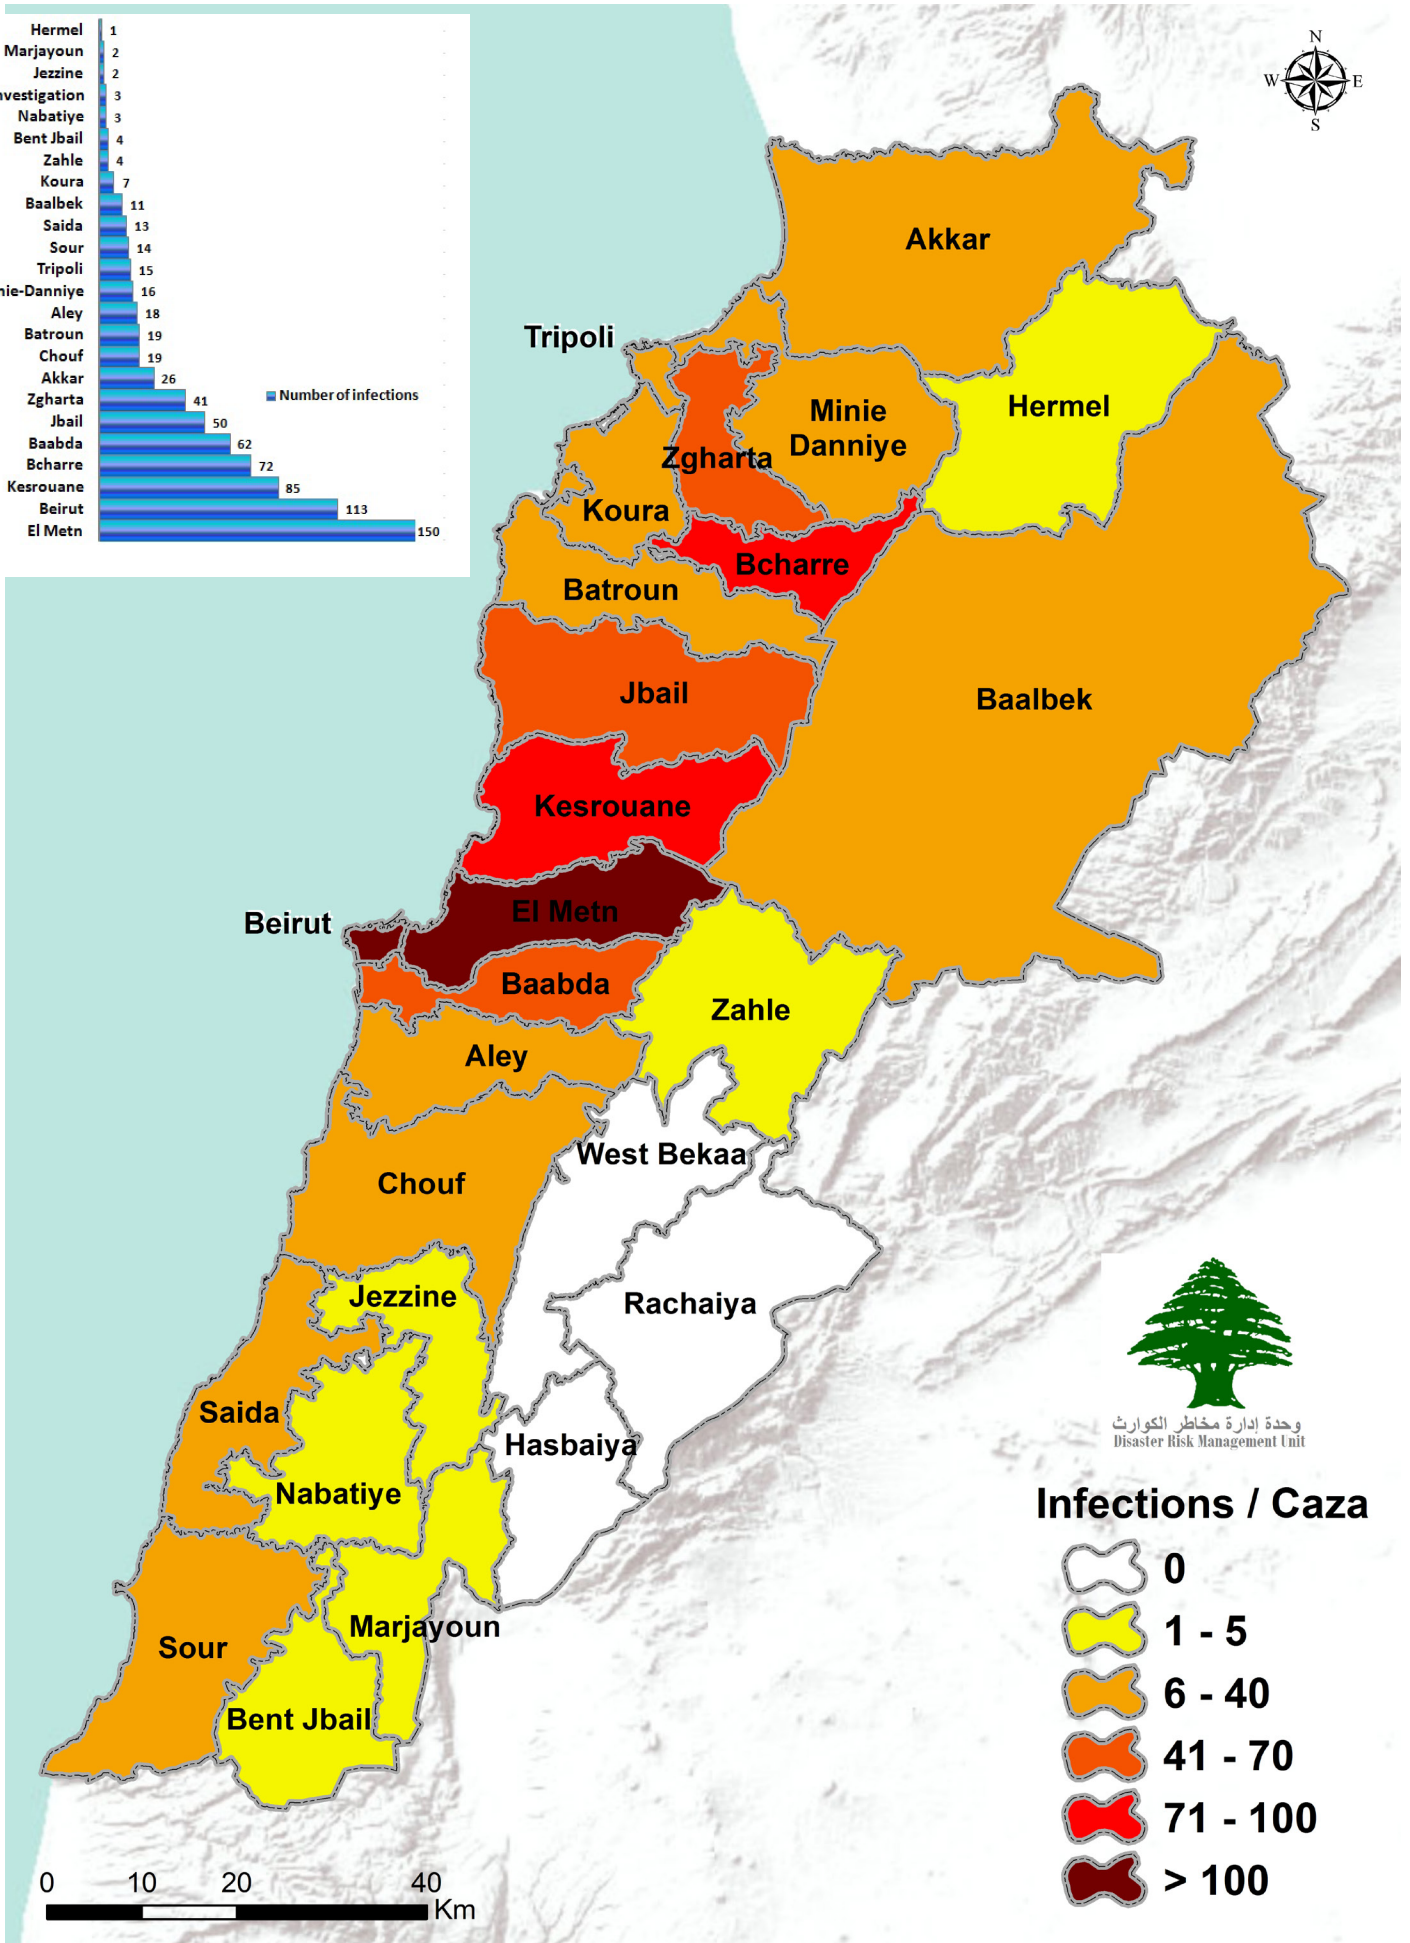 Hermel 1
Marjayoun 2
Jezzine 2
nvestigation 3
Nabatiye 3
Bent Jbail 4
Zahle 4
Koura 7
Baalbek 11
Saida 13
Sour 14
Tripoli 15
nie-Danniye 16
Aley 18
Batroun 19
Chouf 19
Akkar 26
Zgharta 41
Jbail 50
Baabda 62
Bcharre 72
Kesrouane 85
Beirut 113
El Metn 150
Number of infections
N
W E
S
Akkar
Tripoli
Hermel
Minie
Danniye
Zgharta
Koura
Bcharre
Batroun
Jbail
Baalbek
Kesrouane
El Metn
Beirut
Baabda
Zahle
Aley
West Bekaa
Chouf
Jezzine
Rachaiya
Saida
Hasbaiya
Nabatiye
Marjayoun
Sour
Bent Jbail
وحدة إدارة مخاطر الكوارث
Disaster Risk Management Unit
Infections / Caza
0
1 - 5
6 - 40
41 - 70
71 - 100
> 100
0 10 20 40
Km